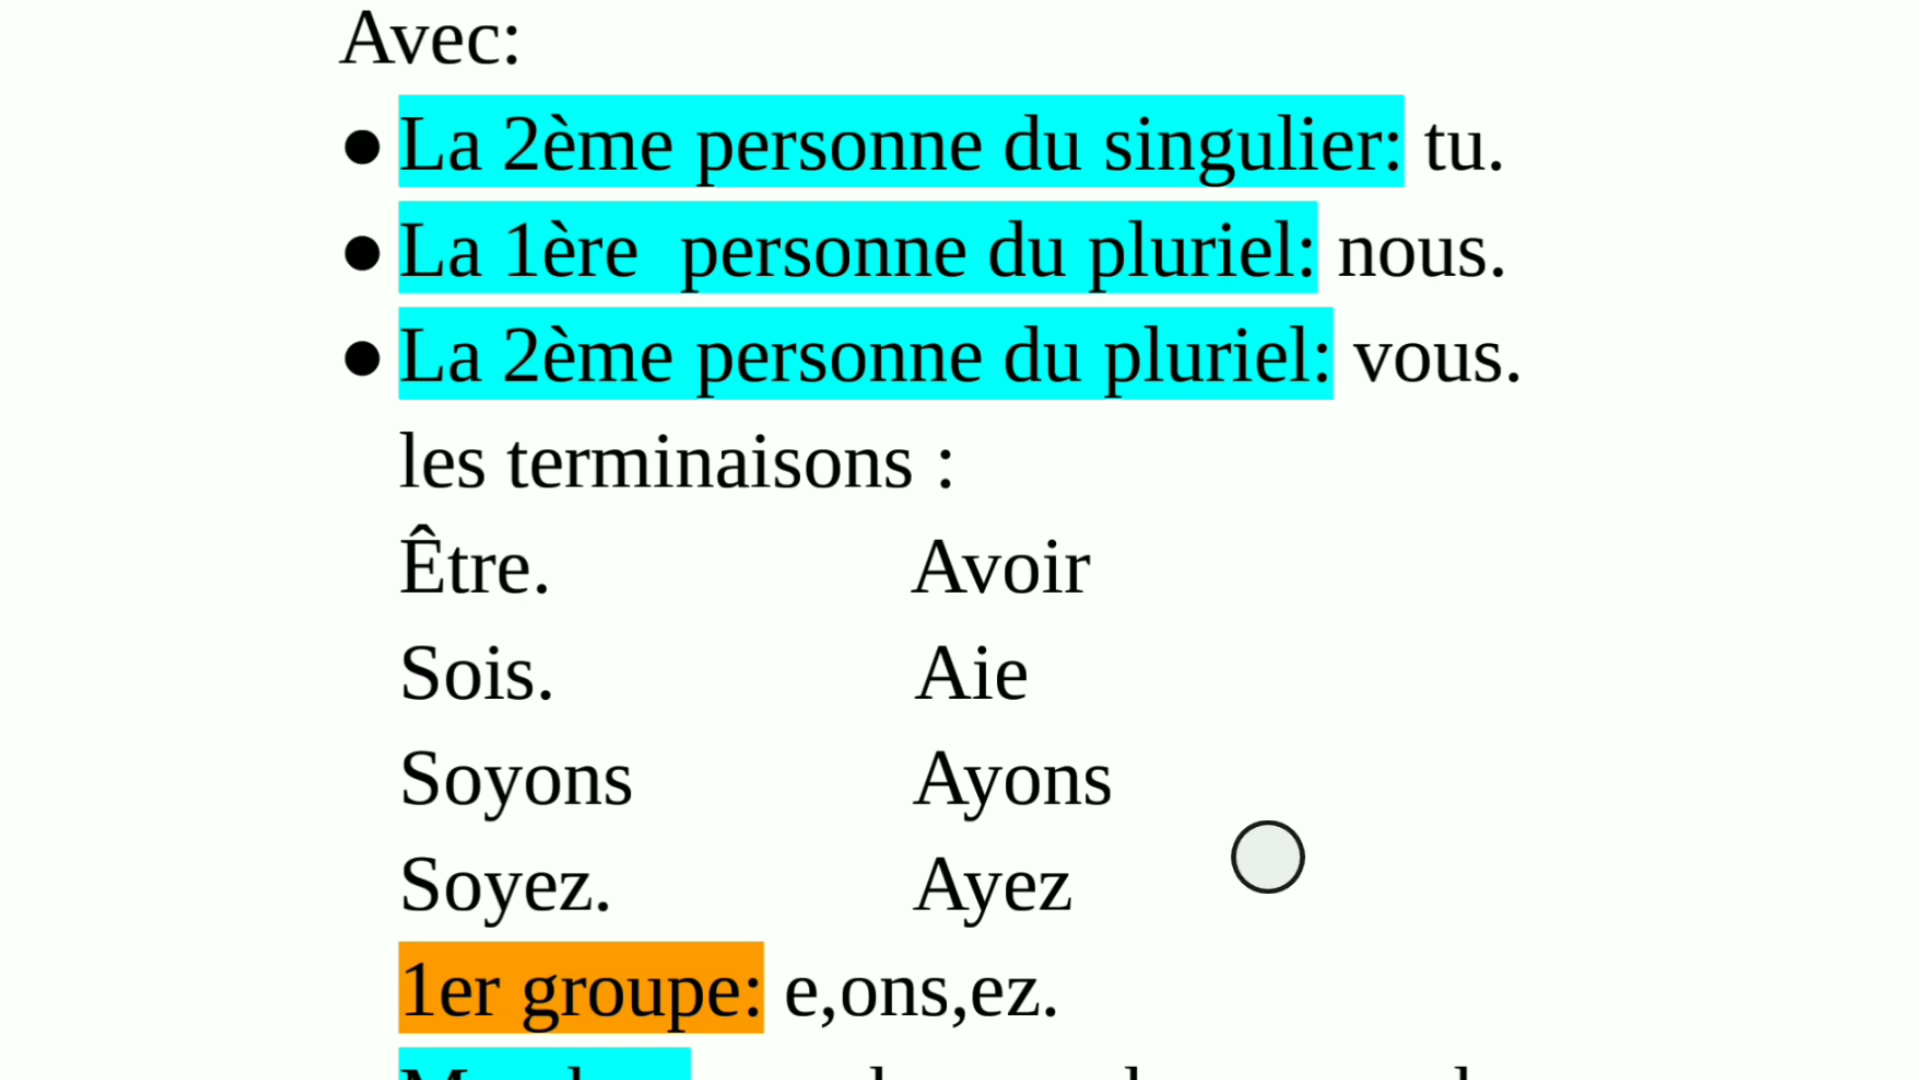 Avec:
● La 2ème personne du singulier: tu.
● La 1ère  personne du pluriel: nous.
● La 2ème personne du pluriel: vous.
les terminaisons :
Être. Avoir
Sois. Aie
Soyons Ayons
Soyez. Ayez
1er groupe: e,ons,ez.